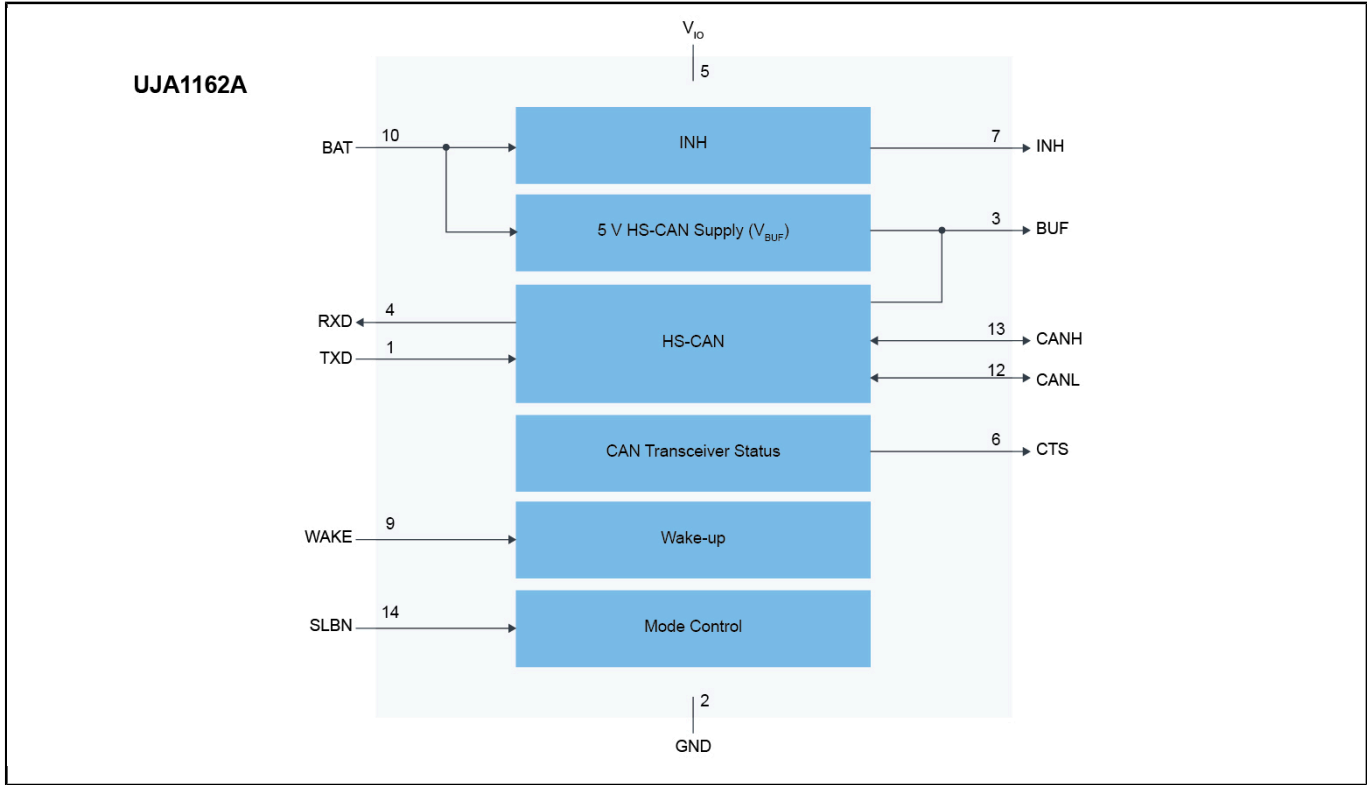 V_IO
5
UJA1162A
10
BAT
INH
7
INH
5 V HS-CAN Supply (V_BUF)
3
BUF
4
RXD
1
TXD
HS-CAN
13
CANH
12
CANL
CAN Transceiver Status
6
CTS
9
WAKE
Wake-up
14
SLBN
Mode Control
2
GND